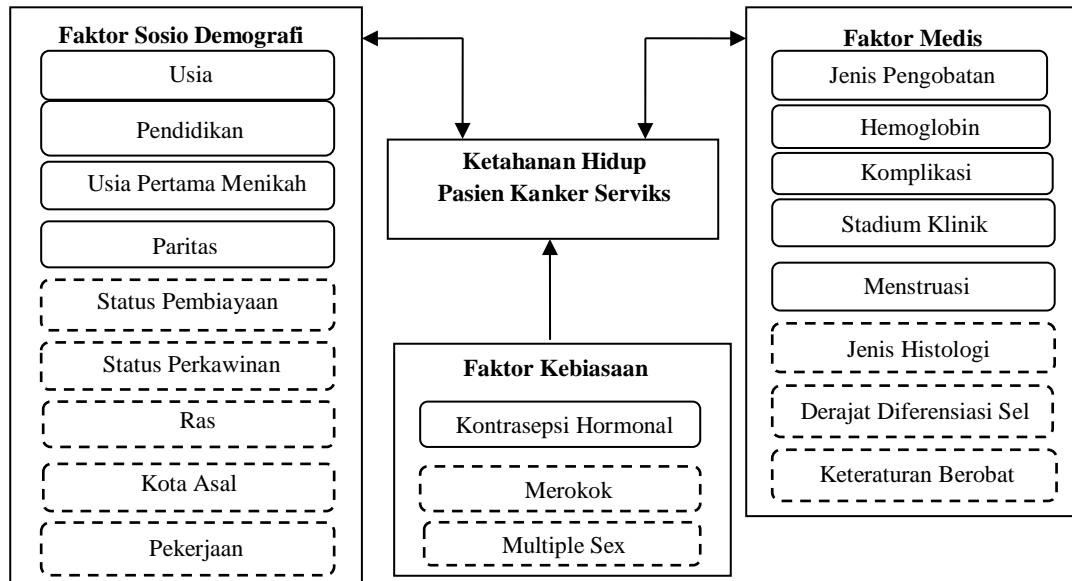 Faktor Sosio Demografi
Usia
Pendidikan
Usia Pertama Menikah
Paritas
Status Pembiayaan
Status Perkawinan
Ras
Kota Asal
Pekerjaan
Ketahanan Hidup
Pasien Kanker Serviks
Faktor Kebiasaan
Kontrasepsi Hormonal
Merokok
Multiple Sex
Faktor Medis
Jenis Pengobatan
Hemoglobin
Komplikasi
Stadium Klinik
Menstruasi
Jenis Histologi
Derajat Diferensiasi Sel
Keteraturan Berobat